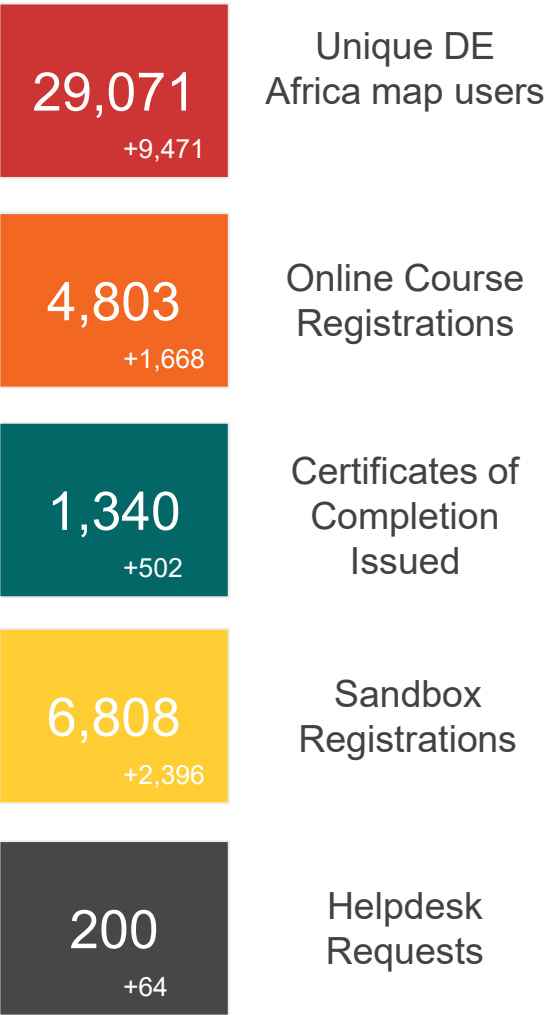 29,071
+9,471
Unique DE
Africa map users
4,803
+1,668
Online Course
Registrations
1,340
+502
Certificates of
Completion
Issued
6,808
+2,396
Sandbox
Registrations
200
+64
Helpdesk
Requests